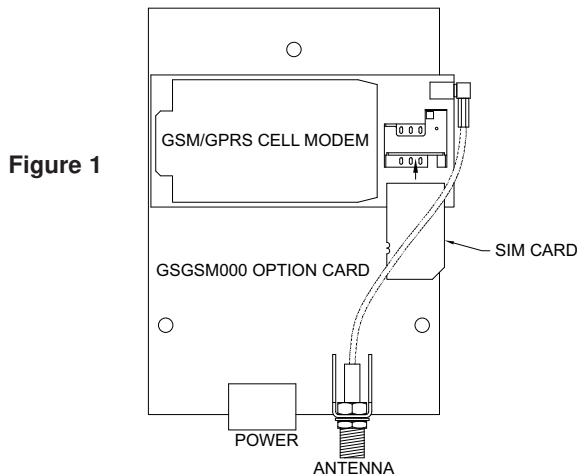 Figure 1
GSM/GPRS CELL MODEM
SIM CARD
GSGSM000 OPTION CARD
POWER
ANTENNA